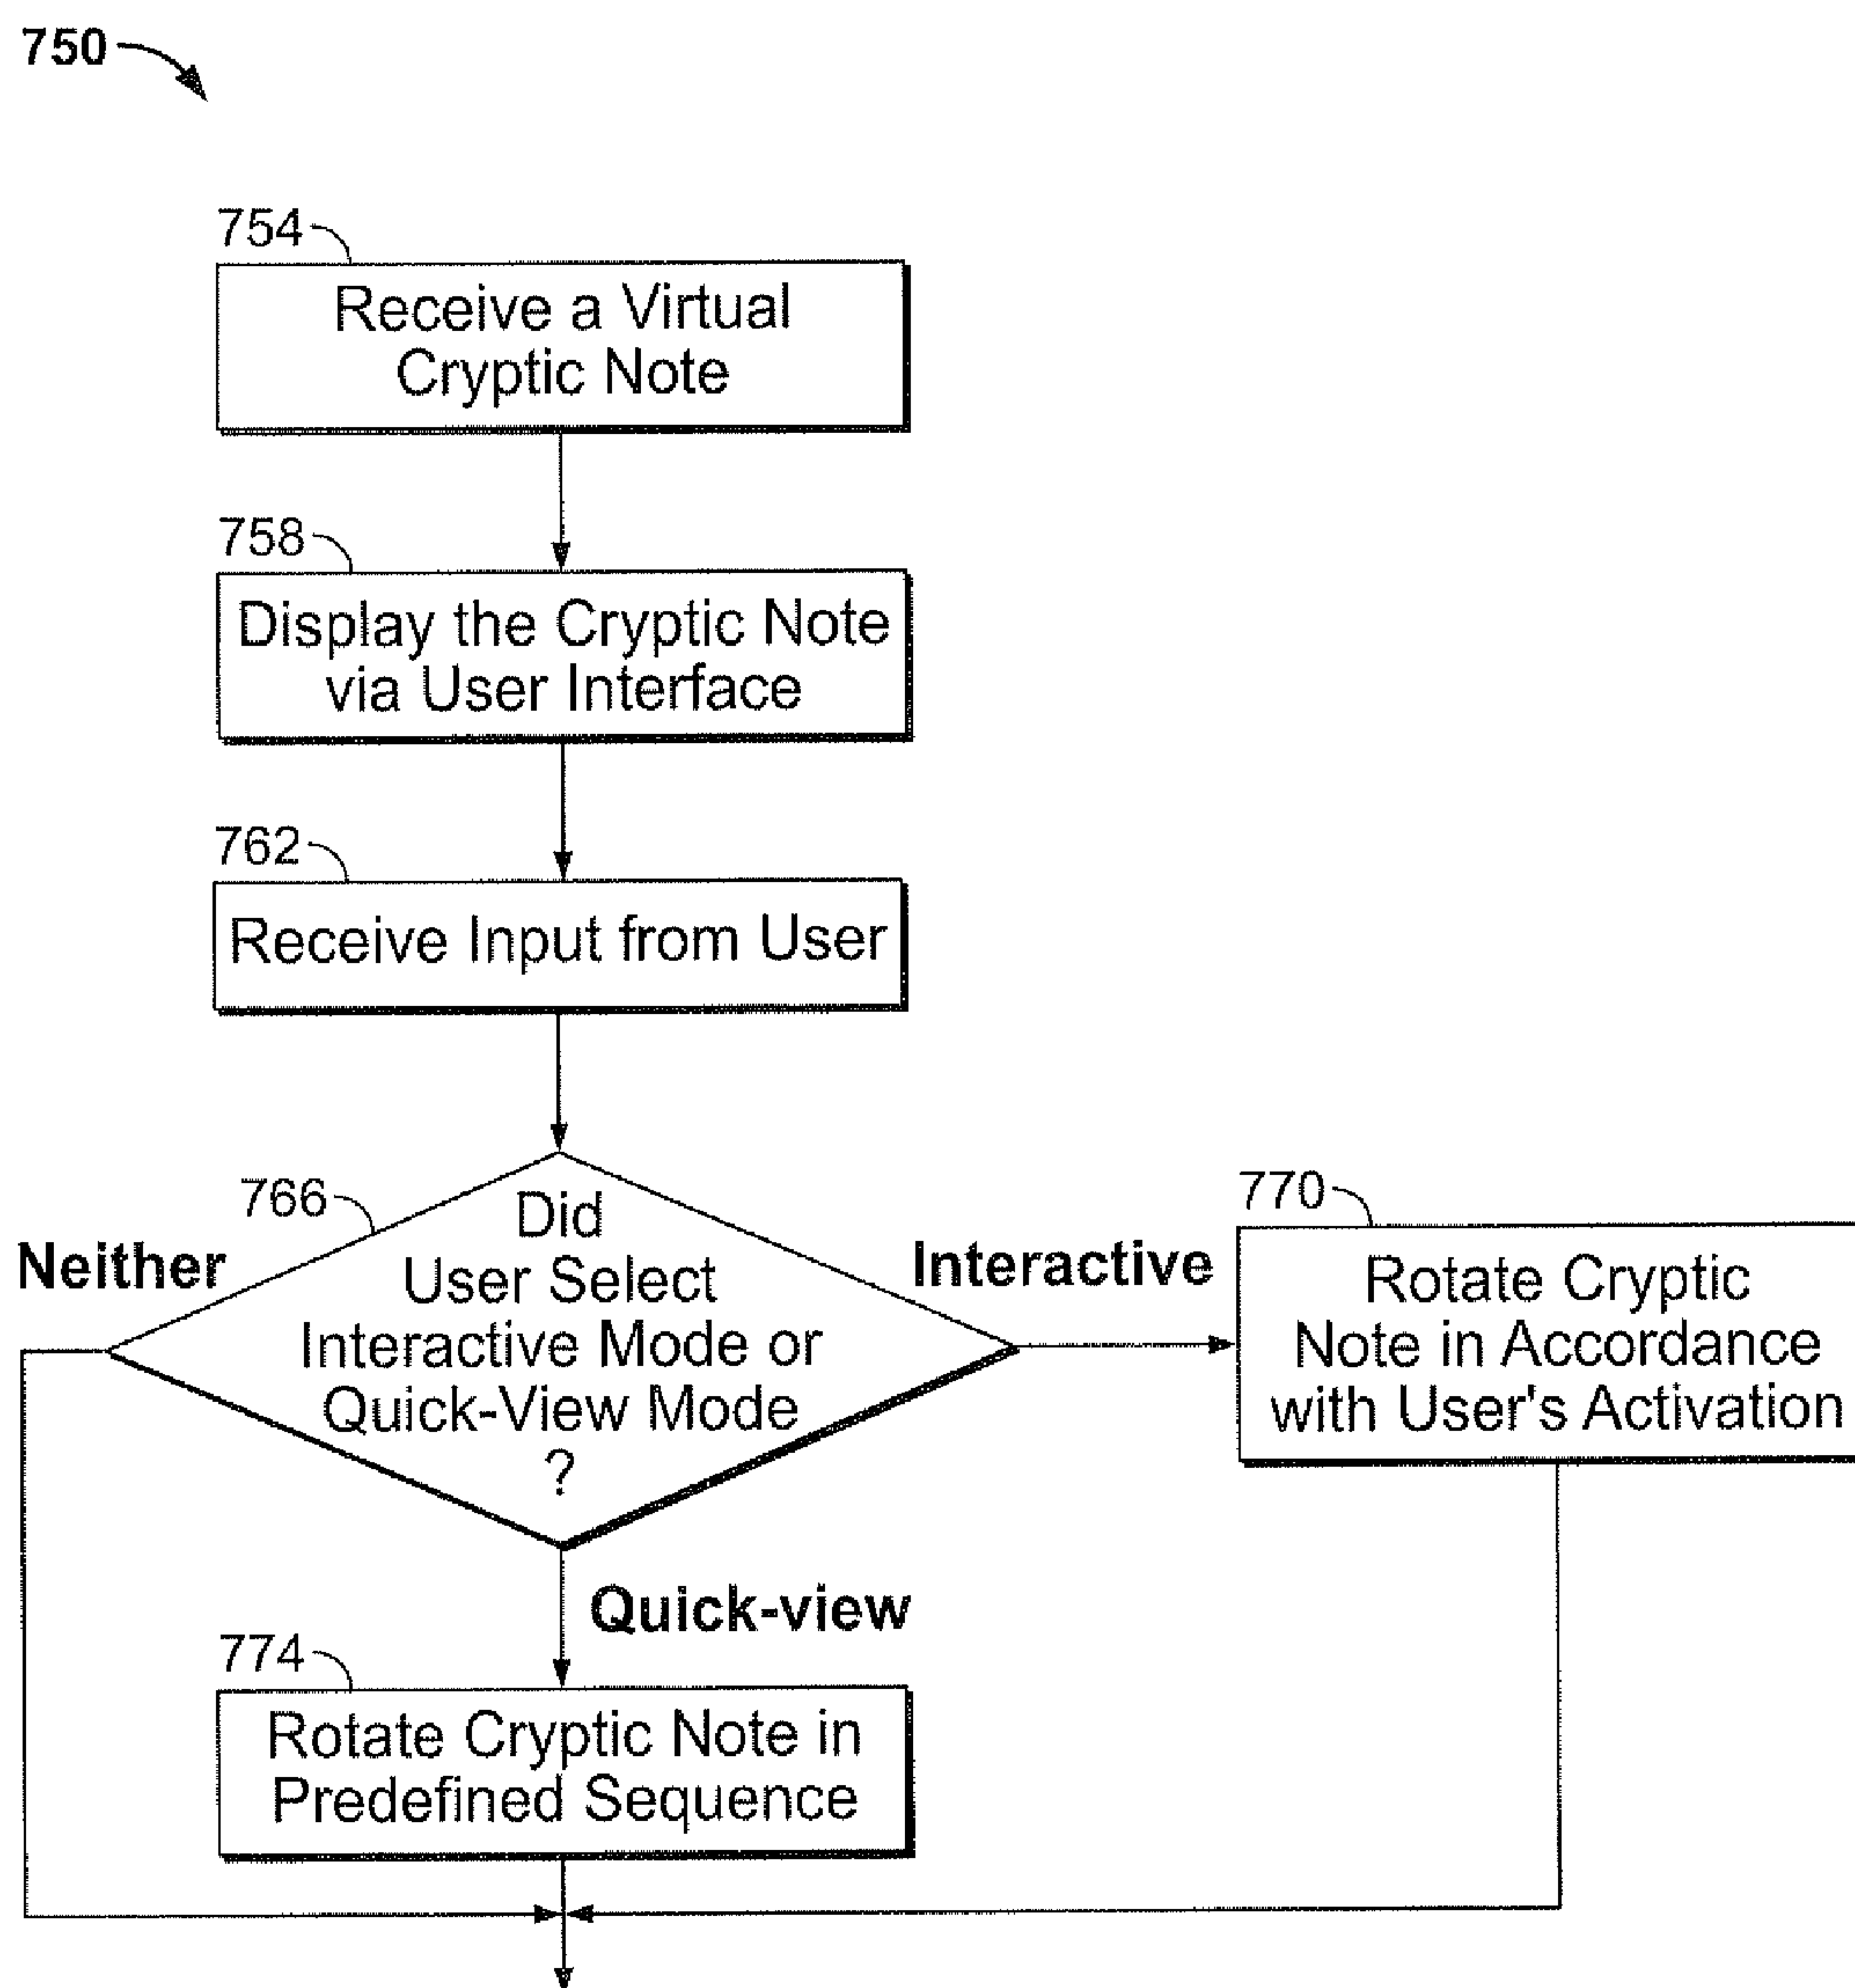 750
754
Receive a Virtual
Cryptic Note
758
Display the Cryptic Note
via User Interface
762
Receive Input from User
766
Did
User Select
Interactive Mode or
Quick-View Mode
?
Neither
Interactive
770
Rotate Cryptic
Note in Accordance
with User's Activation
Quick-view
774
Rotate Cryptic Note in
Predefined Sequence